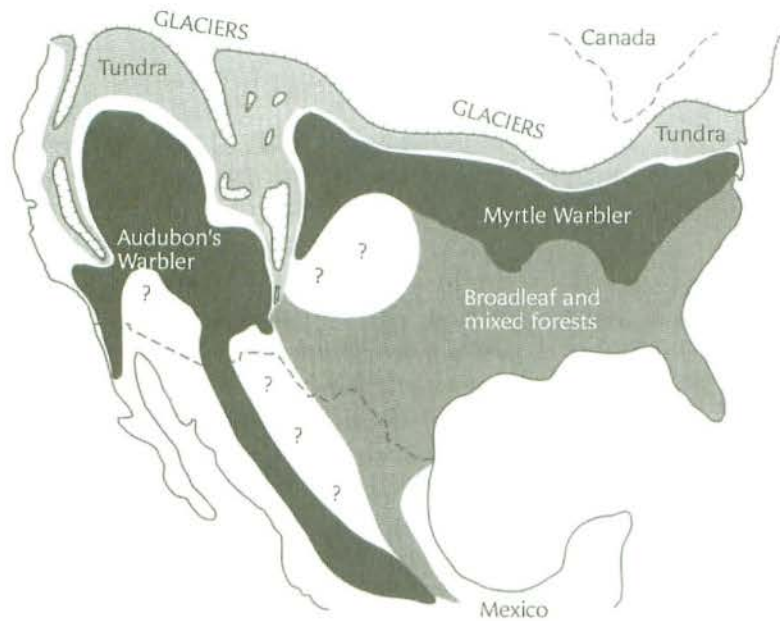 GLACIERS
Canada
Tundra
GLACIERS
Tundra
Myrtle Warbler
Audubon's
Warbler
?
?
?
Broadleaf and
mixed forests
?
?
?
Mexico